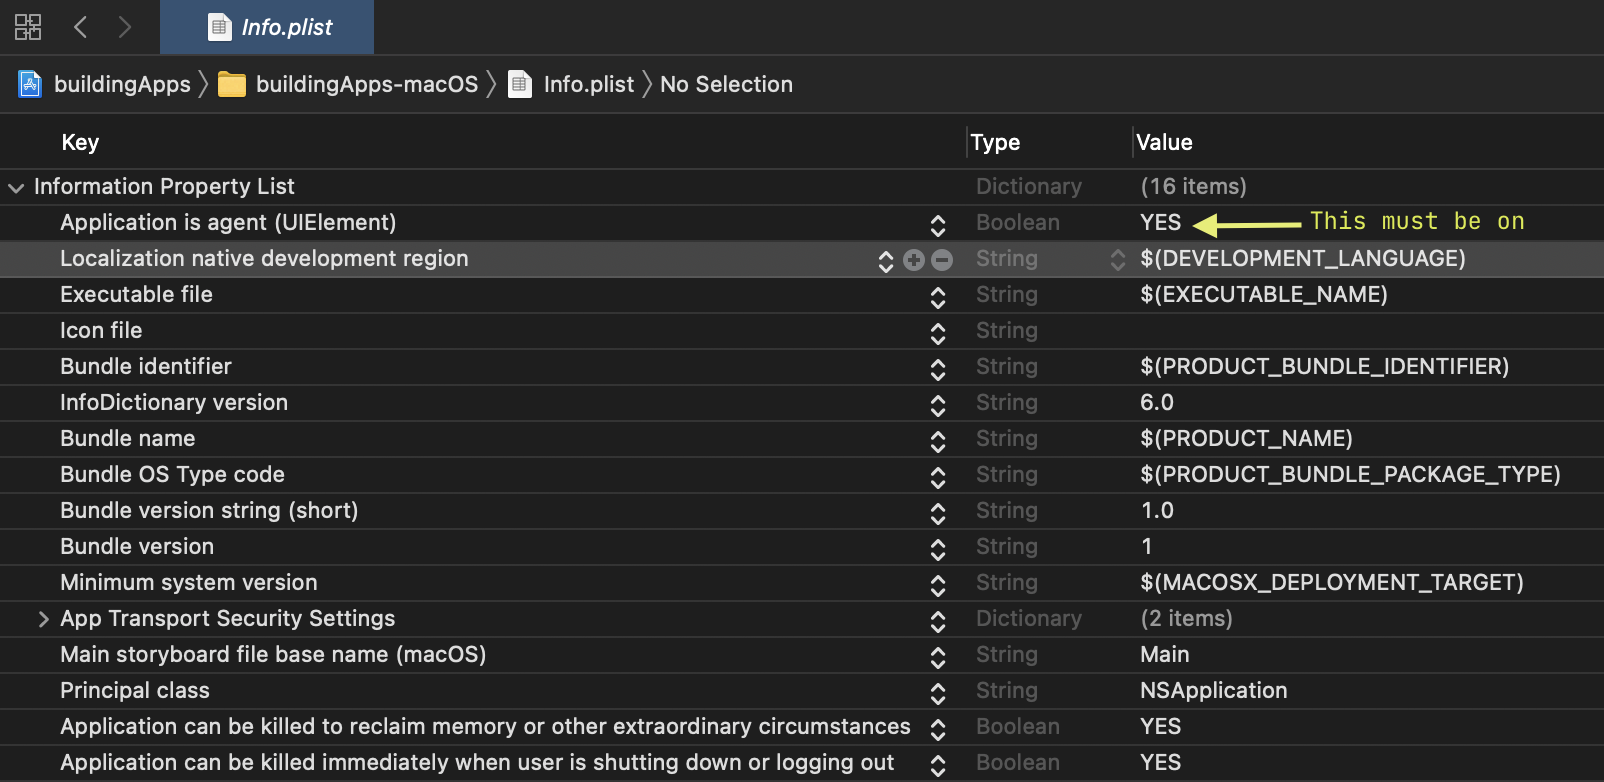 Info.plist
buildingApps buildingApps-macOS Info.plist No Selection
Key Type Value
Information Property List Dictionary (16 items)
Application is agent (UIElement) Boolean YES This must be on
Localization native development region String $(DEVELOPMENT_LANGUAGE)
Executable file String $(EXECUTABLE_NAME)
Icon file String
Bundle identifier String $(PRODUCT_BUNDLE_IDENTIFIER)
InfoDictionary version String 6.0
Bundle name String $(PRODUCT_NAME)
Bundle OS Type code String $(PRODUCT_BUNDLE_PACKAGE_TYPE)
Bundle version string (short) String 1.0
Bundle version String 1
Minimum system version String $(MACOSX_DEPLOYMENT_TARGET)
App Transport Security Settings Dictionary (2 items)
Main storyboard file base name (macOS) String Main
Principal class String NSApplication
Application can be killed to reclaim memory or other extraordinary circumstances Boolean YES
Application can be killed immediately when user is shutting down or logging out Boolean YES